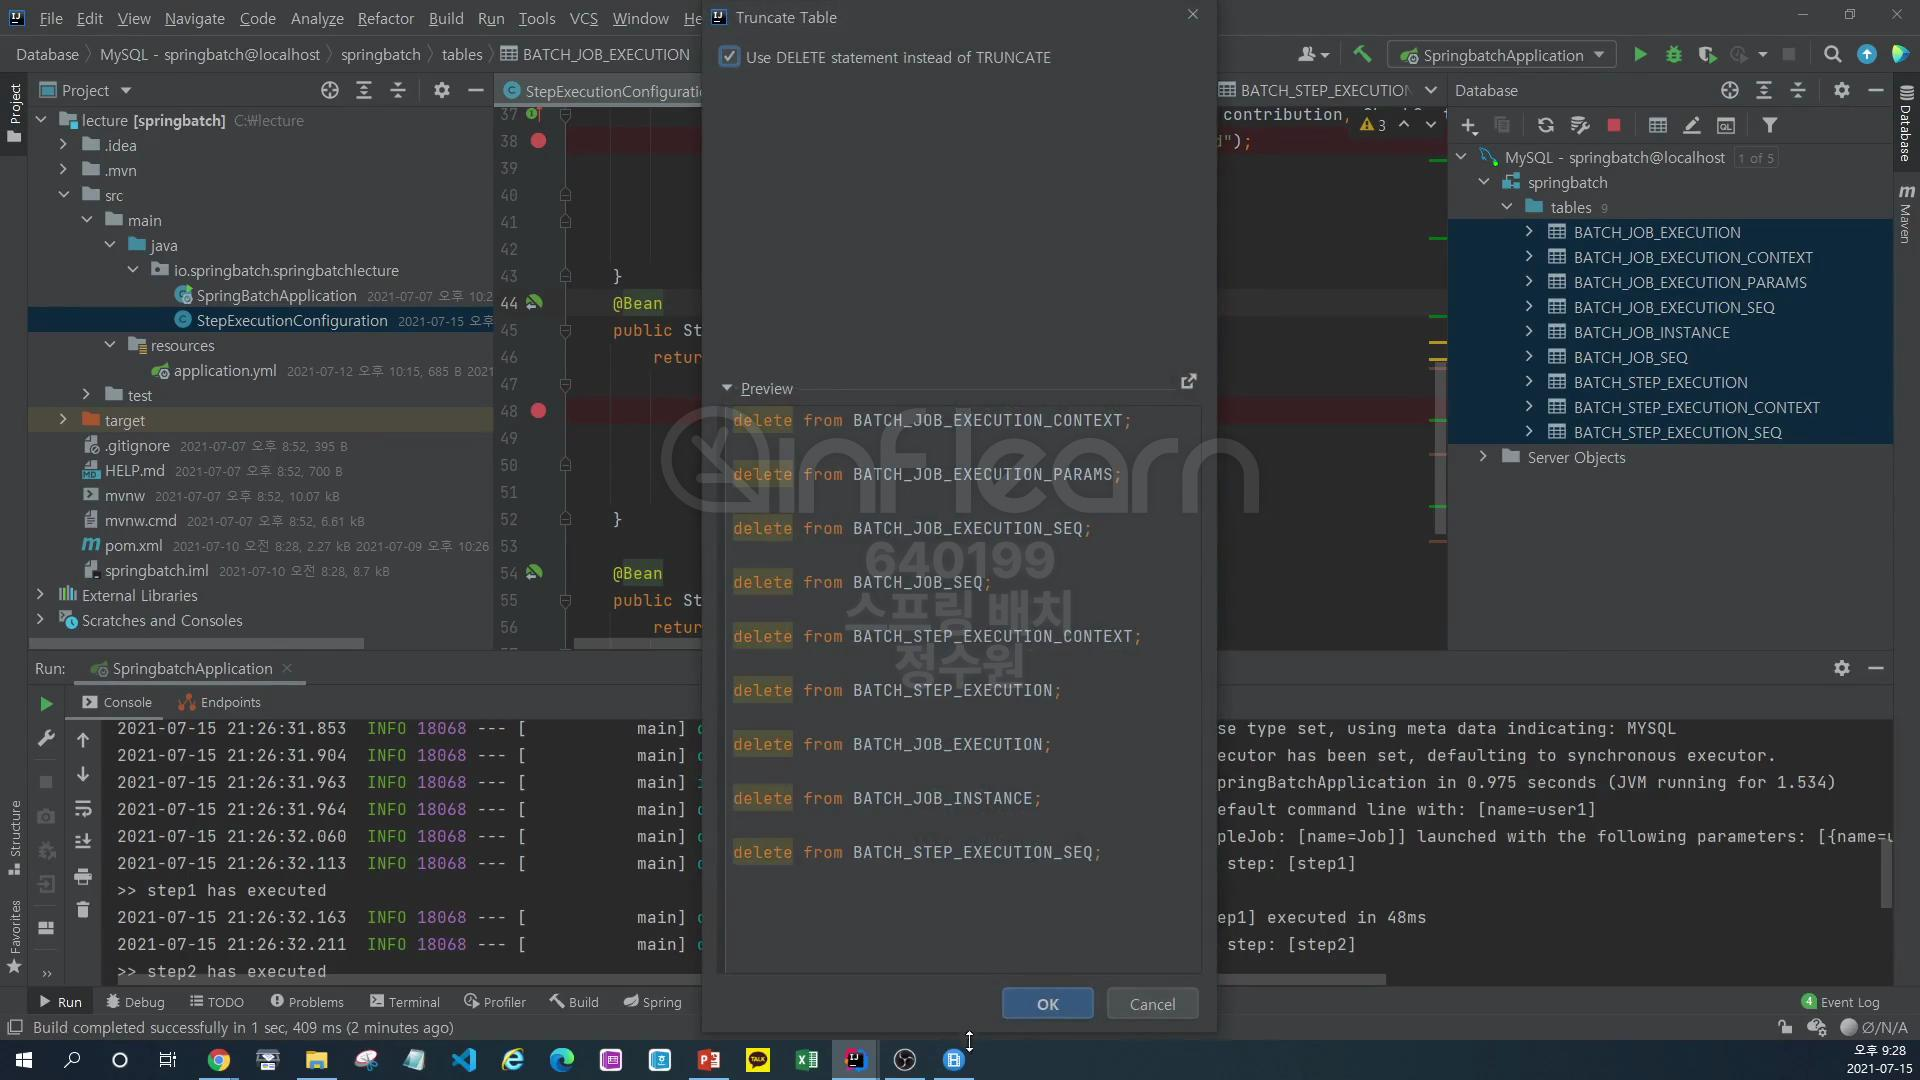 File Edit View Navigate Code Analyze Refactor Build Run Tools VCS Window He
Truncate Table
Database MySQL - springbatch@localhost springbatch tables BATCH_JOB_EXECUTION
SpringbatchApplication
Use DELETE statement instead of TRUNCATE
Project
StepExecutionConfigurati
BATCH_STEP_EXECUTION
Database
lecture [springbatch] C:\lecture
.idea
.mvn
src
main
java
io.springbatch.springbatchlecture
SpringBatchApplication 2021-07-07 오후 10:2
StepExecutionConfiguration 2021-07-15 오후
resources
application.yml 2021-07-12 오후 10:15, 685 B 2021
test
target
.gitignore 2021-07-07 오후 8:52, 395 B
HELP.md 2021-07-07 오후 8:52, 700 B
mvnw 2021-07-07 오후 8:52, 10.07 kB
mvnw.cmd 2021-07-07 오후 8:52, 6.61 kB
pom.xml 2021-07-10 오전 8:28, 2.27 kB 2021-07-09 오후 10:26
springbatch.iml 2021-07-10 오전 8:28, 8.7 kB
External Libraries
Scratches and Consoles
37 contribution,
3
38 d");
39
40
41
42
43 }
44 @Bean
45 public St
46 retur
47
48
49
50
51
52 }
53
54 @Bean
55 public St
56 retur
Preview
delete from BATCH_JOB_EXECUTION_CONTEXT;
delete from BATCH_JOB_EXECUTION_PARAMS;
delete from BATCH_JOB_EXECUTION_SEQ;
delete from BATCH_JOB_SEQ;
delete from BATCH_STEP_EXECUTION_CONTEXT;
delete from BATCH_STEP_EXECUTION;
delete from BATCH_JOB_EXECUTION;
delete from BATCH_JOB_INSTANCE;
delete from BATCH_STEP_EXECUTION_SEQ;
OK
Cancel
inflearn
640199
스프링 배치
정수원
MySQL - springbatch@localhost 1 of 5
springbatch
tables 9
BATCH_JOB_EXECUTION
BATCH_JOB_EXECUTION_CONTEXT
BATCH_JOB_EXECUTION_PARAMS
BATCH_JOB_EXECUTION_SEQ
BATCH_JOB_INSTANCE
BATCH_JOB_SEQ
BATCH_STEP_EXECUTION
BATCH_STEP_EXECUTION_CONTEXT
BATCH_STEP_EXECUTION_SEQ
Server Objects
Project
Structure
Favorites
Database
Maven
Run: SpringbatchApplication
Console Endpoints
2021-07-15 21:26:31.853 INFO 18068 --- [ main] se type set, using meta data indicating: MYSQL
2021-07-15 21:26:31.904 INFO 18068 --- [ main] ecutor has been set, defaulting to synchronous executor.
2021-07-15 21:26:31.963 INFO 18068 --- [ main] pringBatchApplication in 0.975 seconds (JVM running for 1.534)
2021-07-15 21:26:31.964 INFO 18068 --- [ main] efault command line with: [name=user1]
2021-07-15 21:26:32.060 INFO 18068 --- [ main] pleJob: [name=Job]] launched with the following parameters: [{name=u
2021-07-15 21:26:32.113 INFO 18068 --- [ main] step: [step1]
>> step1 has executed
2021-07-15 21:26:32.163 INFO 18068 --- [ main] ep1] executed in 48ms
2021-07-15 21:26:32.211 INFO 18068 --- [ main] step: [step2]
>> step2 has executed
Run Debug TODO Problems Terminal Profiler Build Spring
4 Event Log
Build completed successfully in 1 sec, 409 ms (2 minutes ago)
Ø/N/A
오후 9:28
2021-07-15